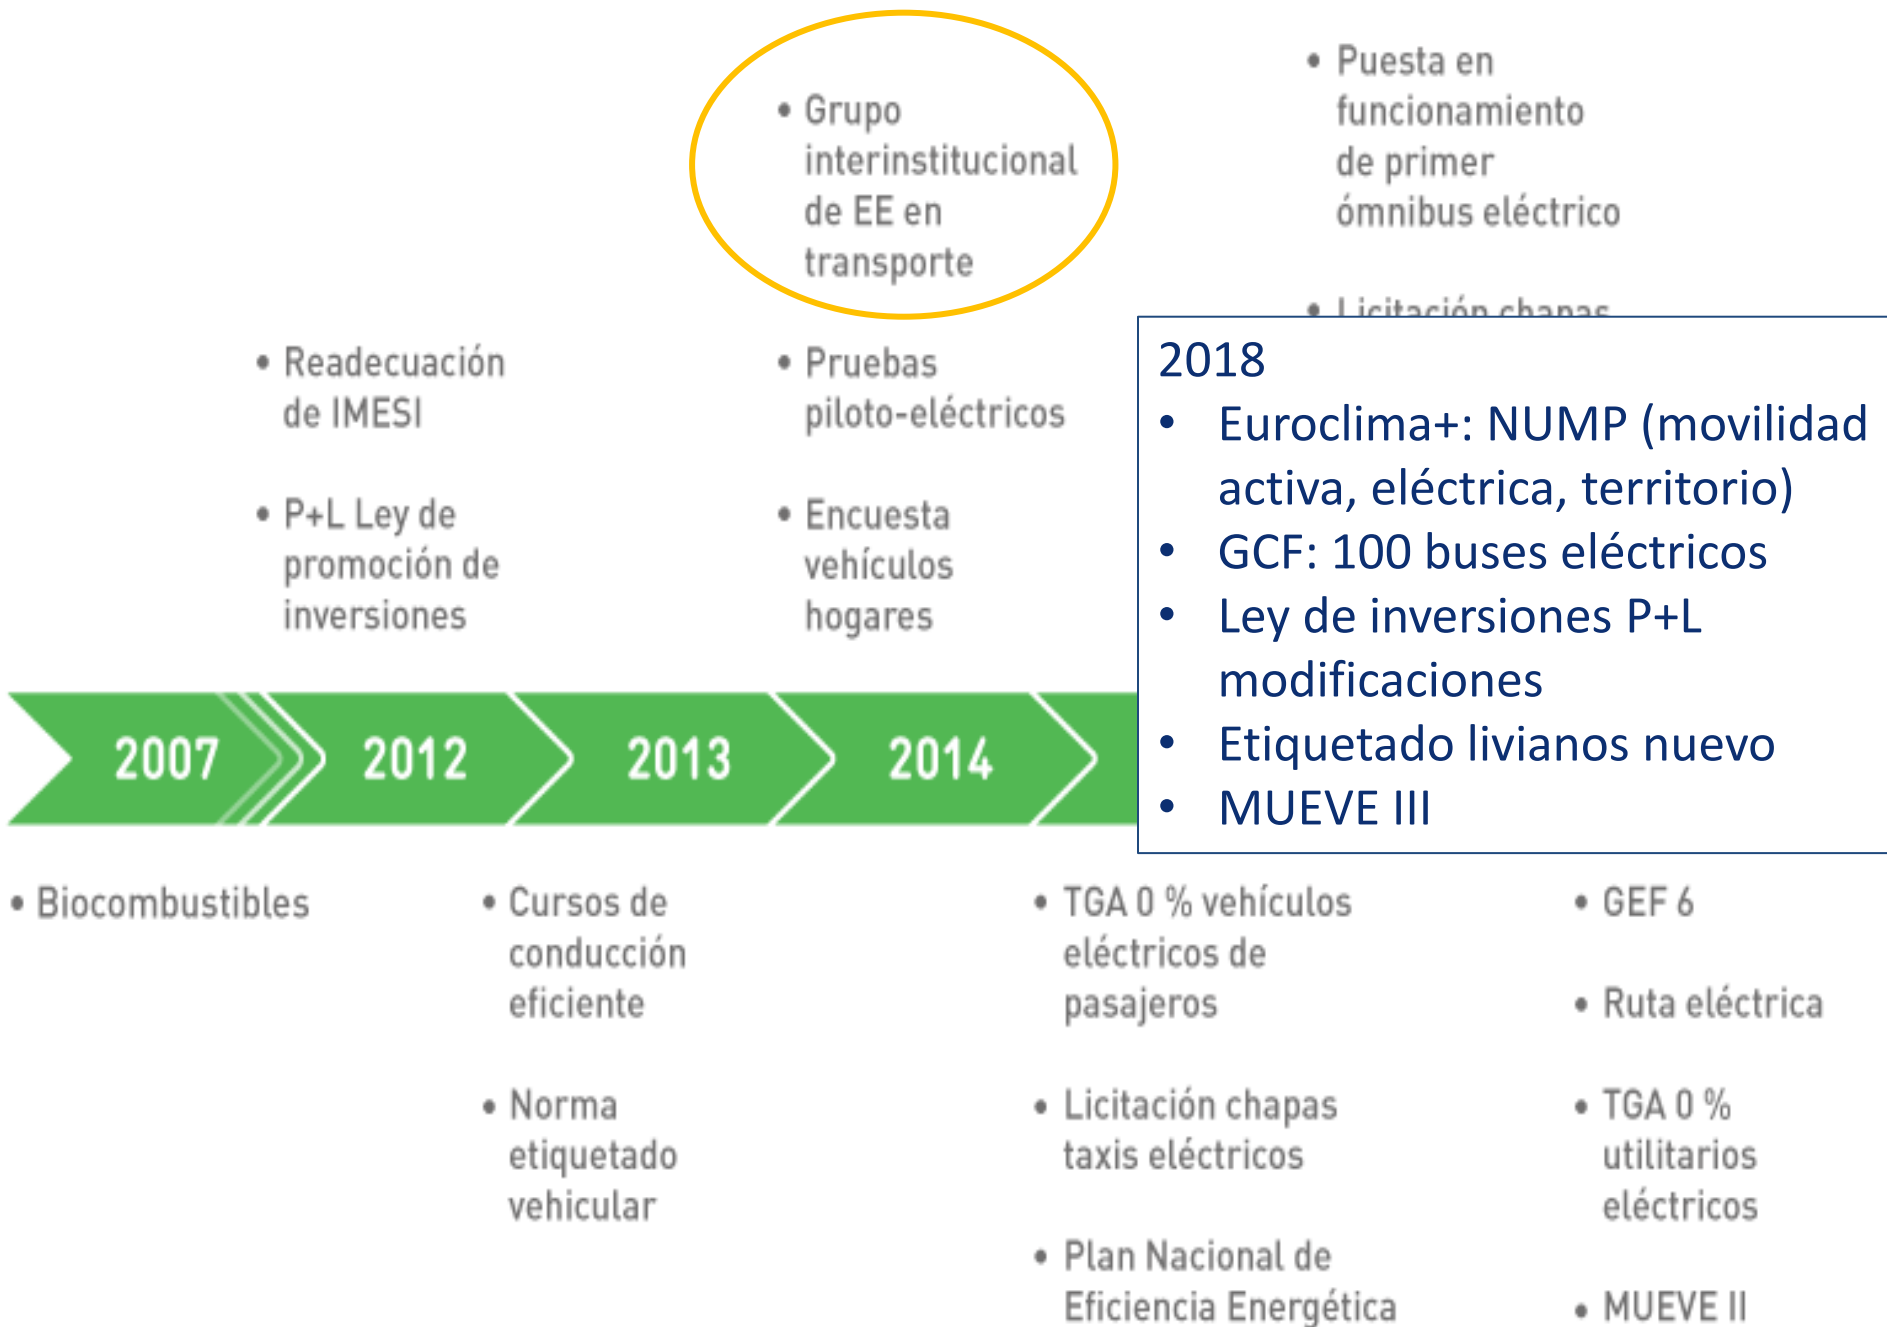 • Grupo
interinstitucional
de EE en
transporte
• Puesta en
funcionamiento
de primer
ómnibus eléctrico
• Licitación chapas
• Readecuación
de IMESI
• P+L Ley de
promoción de
inversiones
• Pruebas
piloto-eléctricos
• Encuesta
vehículos
hogares
2018
• Euroclima+: NUMP (movilidad
activa, eléctrica, territorio)
• GCF: 100 buses eléctricos
• Ley de inversiones P+L
modificaciones
• Etiquetado livianos nuevo
• MUEVE III
2007
2012
2013
2014
• Biocombustibles
• Cursos de
conducción
eficiente
• Norma
etiquetado
vehicular
• TGA 0 % vehículos
eléctricos de
pasajeros
• Licitación chapas
taxis eléctricos
• Plan Nacional de
Eficiencia Energética
• GEF 6
• Ruta eléctrica
• TGA 0 %
utilitarios
eléctricos
• MUEVE II